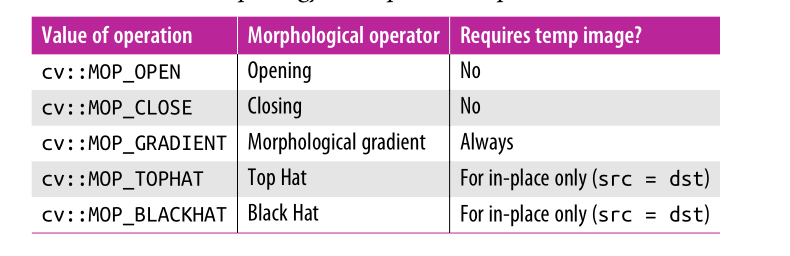 Value of operation Morphological operator Requires temp image?
cv::MOP_OPEN Opening No
cv::MOP_CLOSE Closing No
cv::MOP_GRADIENT Morphological gradient Always
cv::MOP_TOPHAT Top Hat For in-place only (src = dst)
cv::MOP_BLACKHAT Black Hat For in-place only (src = dst)